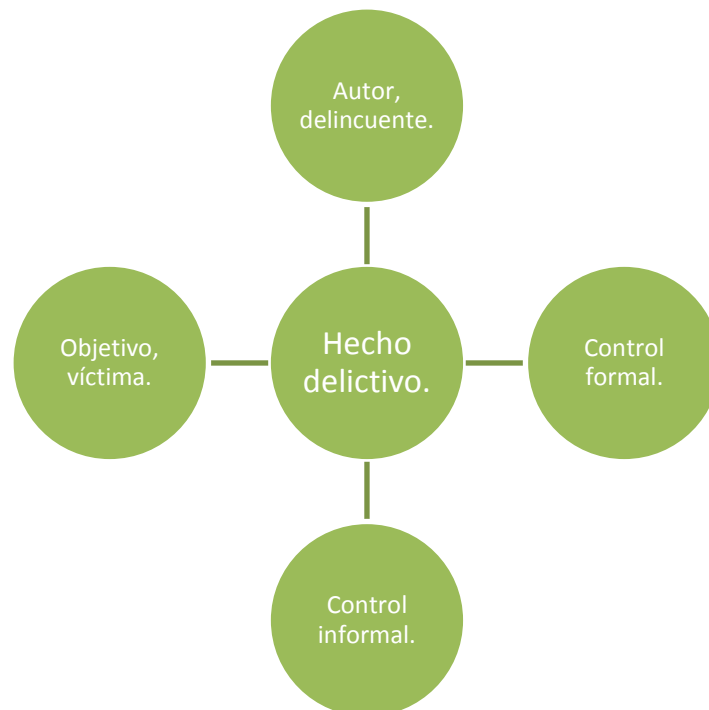 Autor,
delincuente.
Objetivo,
víctima.
Hecho
delictivo.
Control
formal.
Control
informal.